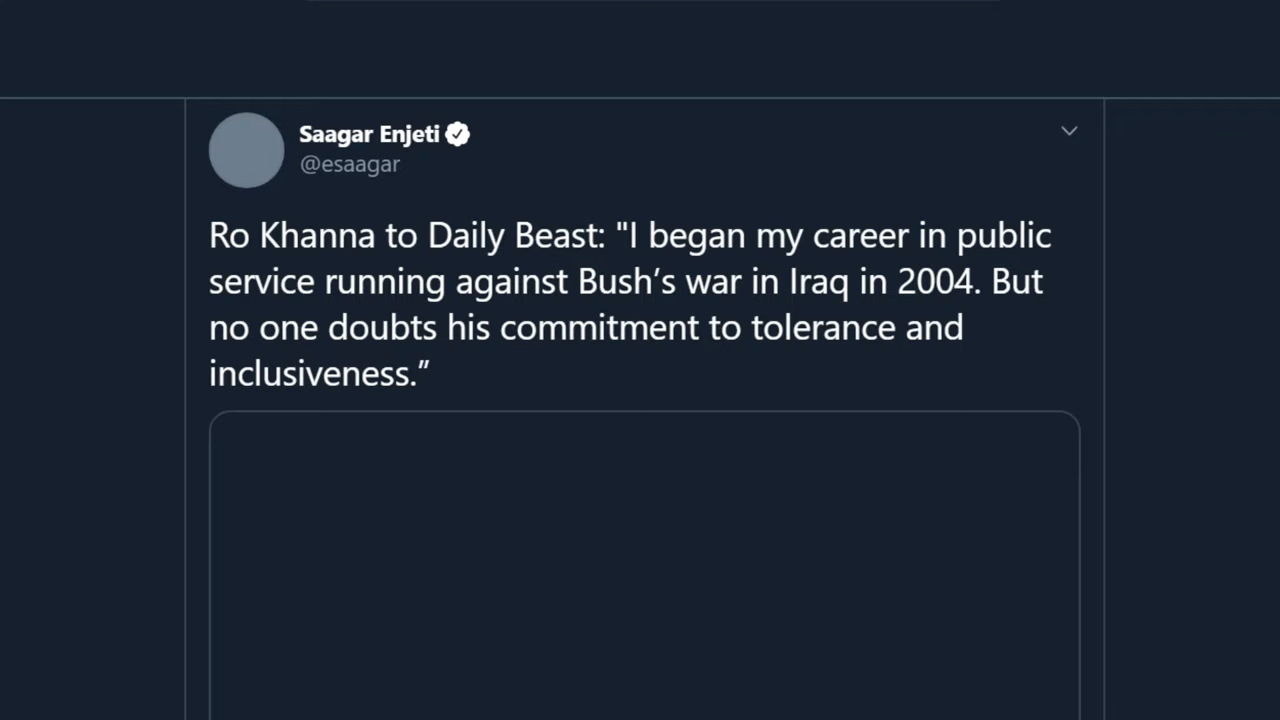 Saagar Enjeti
@esaagar
Ro Khanna to Daily Beast: "I began my career in public
service running against Bush’s war in Iraq in 2004. But
no one doubts his commitment to tolerance and
inclusiveness.”